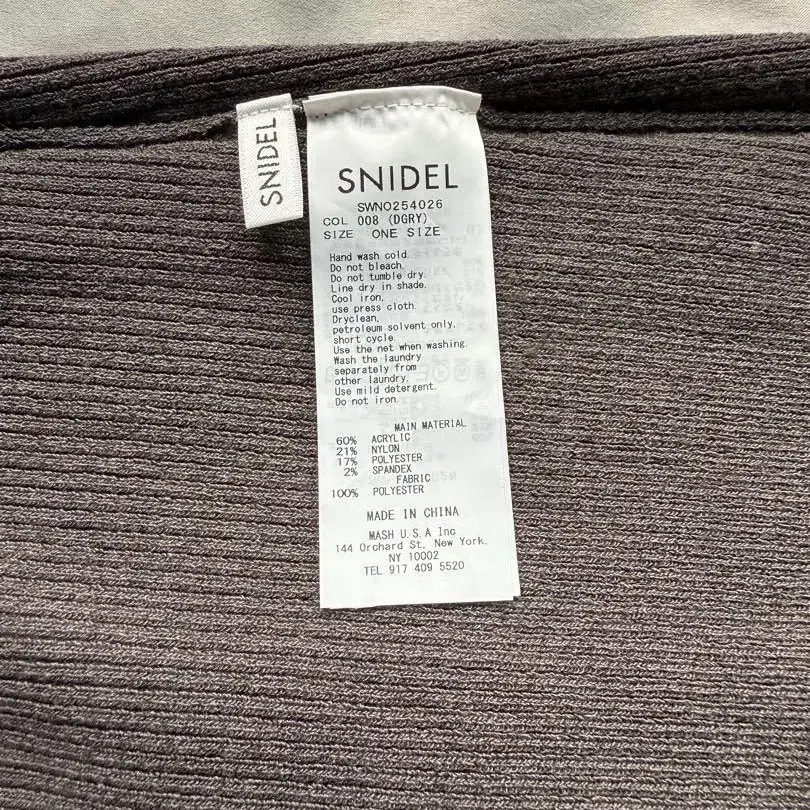 SNIDEL
SNIDEL
SWNO254026
COL 008 (DGRY)
SIZE ONE SIZE
Hand wash cold.
Do not bleach.
Do not tumble dry.
Line dry in shade.
Cool iron,
use press cloth.
Dryclean,
petroleum solvent only,
short cycle.
Use the net when washing.
Wash the laundry
separately from
other laundry.
Use mild detergent.
Do not iron.
MAIN MATERIAL
60% ACRYLIC
21% NYLON
17% POLYESTER
2% SPANDEX
FABRIC
100% POLYESTER
MADE IN CHINA
MASH U.S.A Inc
144 Orchard St, New York.
NY 10002
TEL 917 409 5520